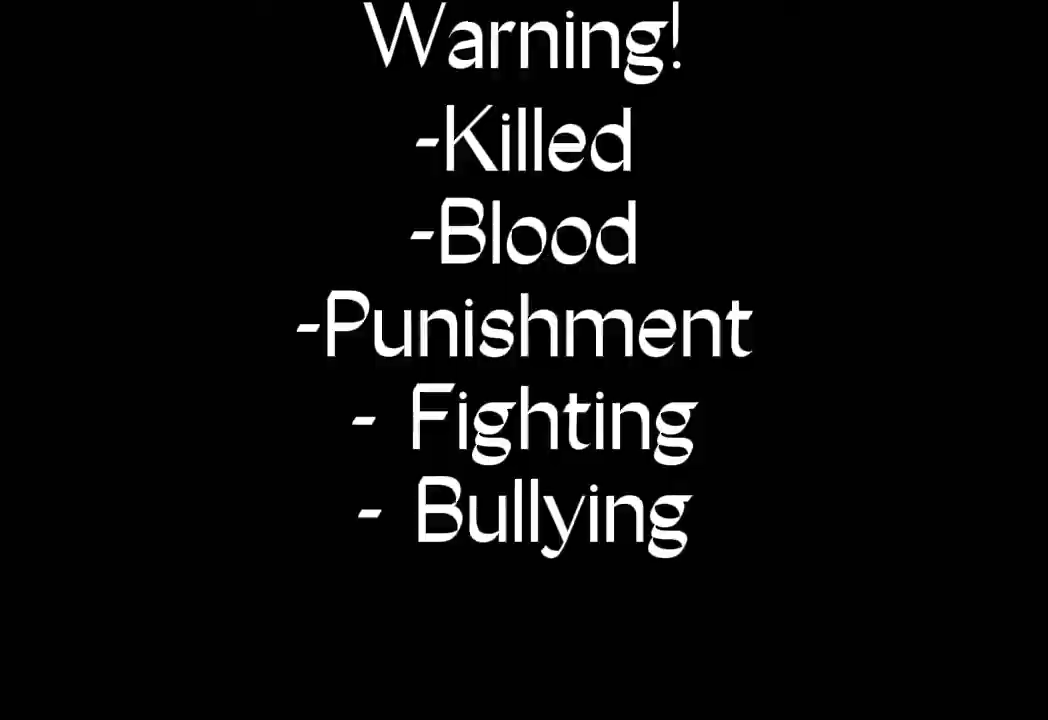 Warning!
-Killed
-Blood
-Punishment
- Fighting
- Bullying